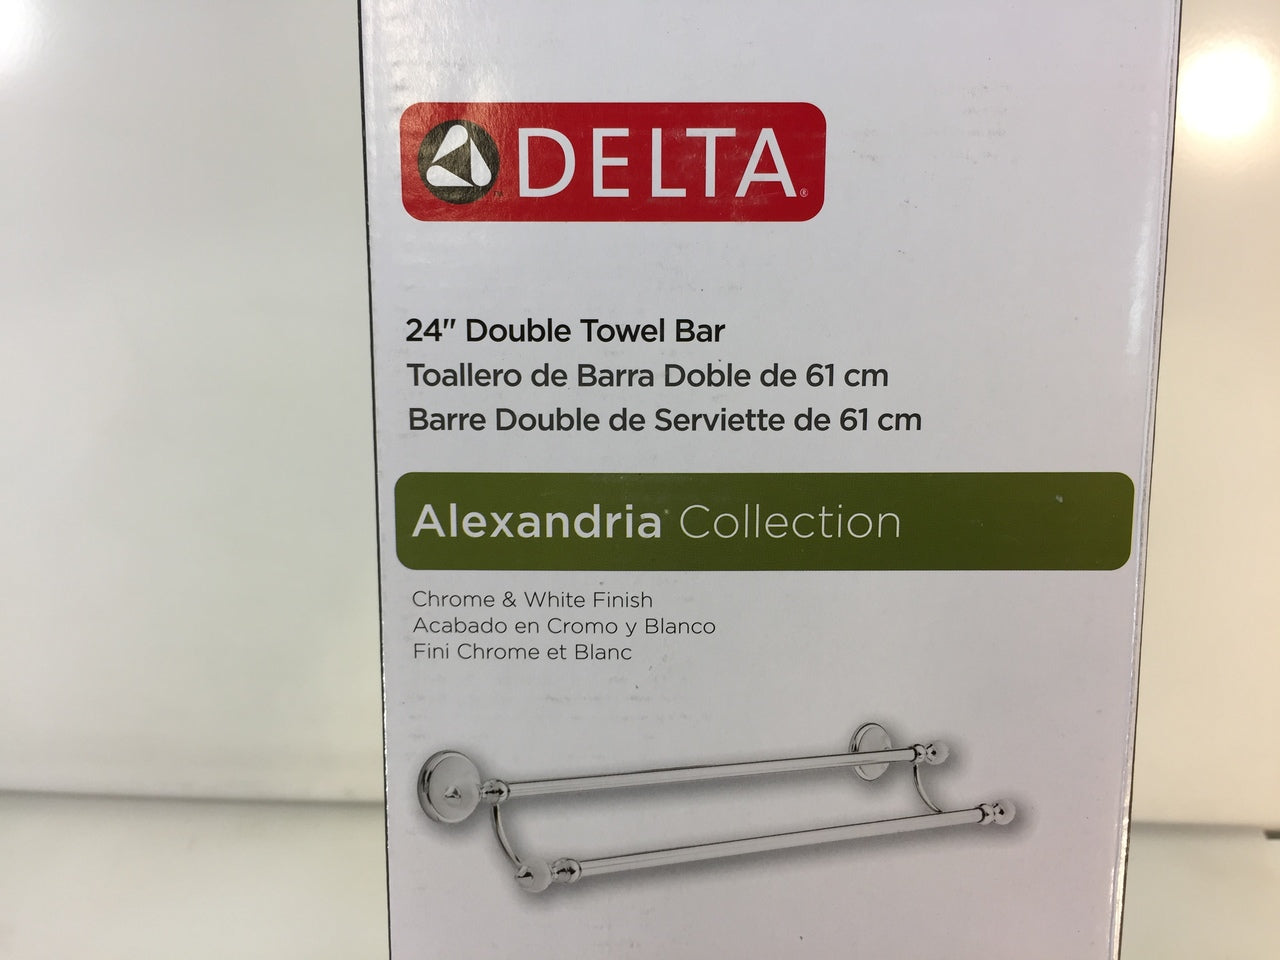 DELTA®
24" Double Towel Bar
Toallero de Barra Doble de 61 cm
Barre Double de Serviette de 61 cm
Alexandria Collection
Chrome & White Finish
Acabado en Cromo y Blanco
Fini Chrome et Blanc